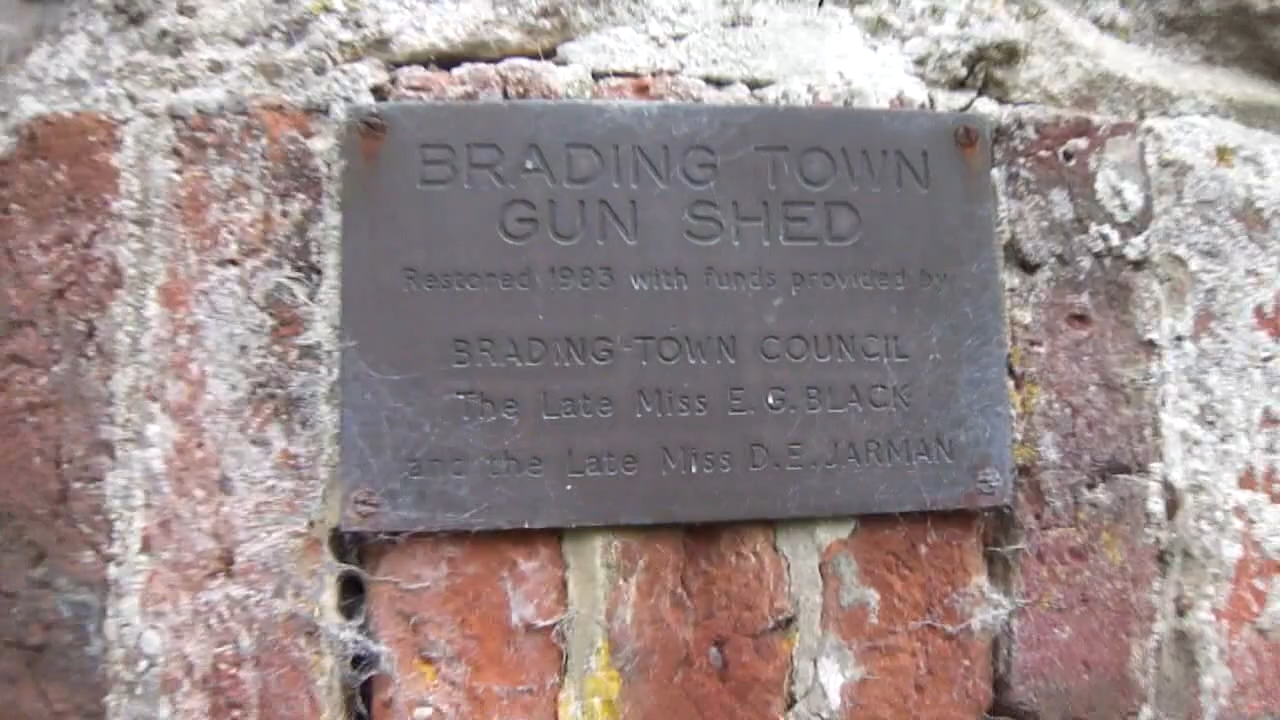 BRADING TOWN
GUN SHED
Restored 1983 with funds provided by
BRADING TOWN COUNCIL
The Late Miss E.G.BLACK
and the Late Miss D.E.JARMAN